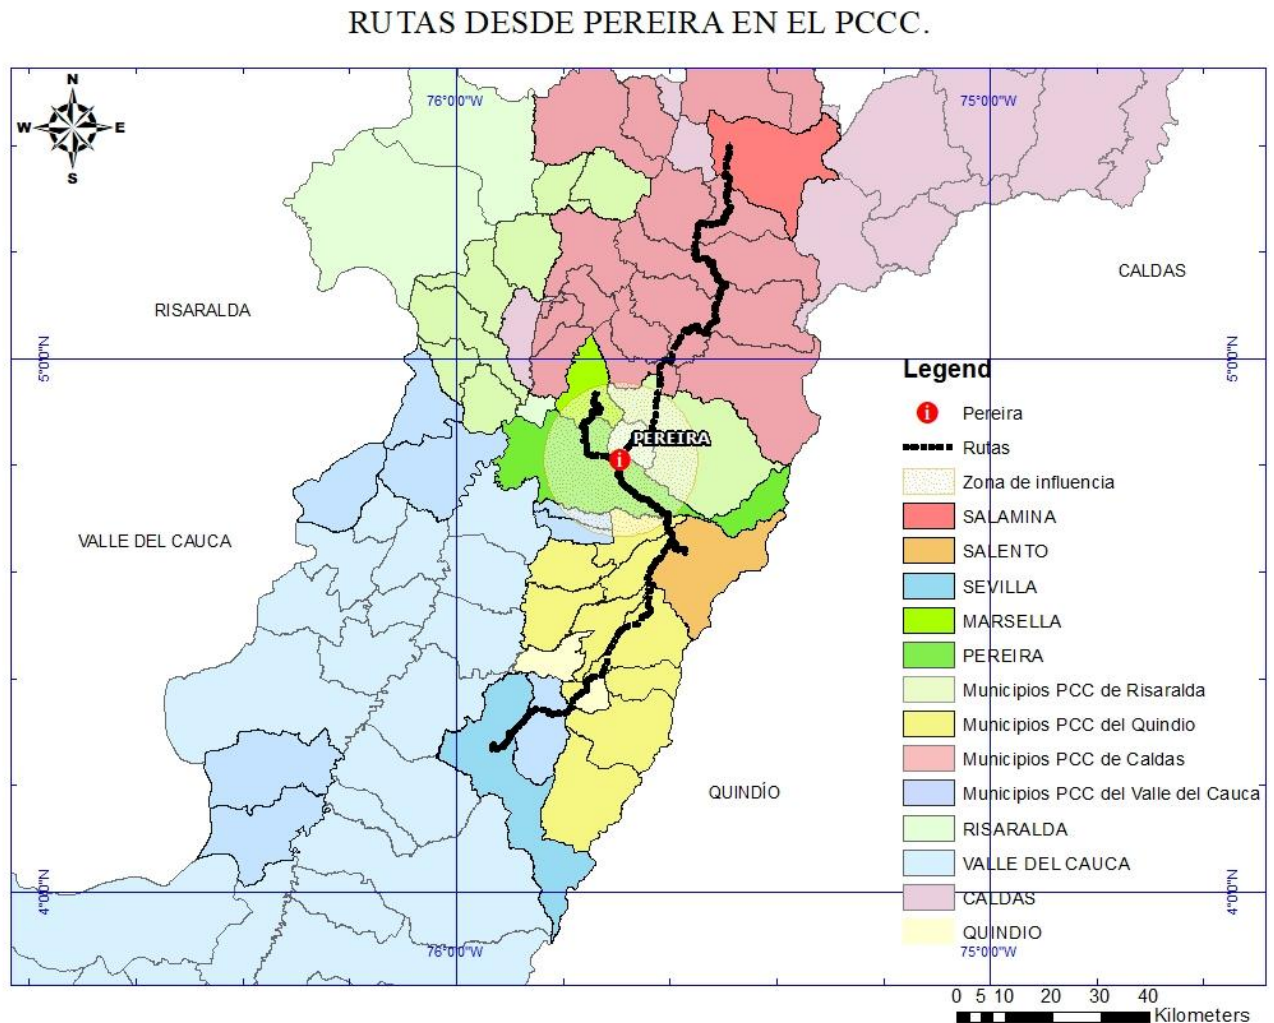 RUTAS DESDE PEREIRA EN EL PCCC.
N
W E
S
76°0'0"W
75°0'0"W
CALDAS
RISARALDA
5°0'0"N
5°0'0"N
Legend
Pereira
PEREIRA
Rutas
Zona de influencia
SALAMINA
VALLE DEL CAUCA
SALENTO
SEVILLA
MARSELLA
PEREIRA
Municipios PCC de Risaralda
Municipios PCC del Quindio
Municipios PCC de Caldas
QUINDÍO
Municipios PCC del Valle del Cauca
RISARALDA
VALLE DEL CAUCA
4°0'0"N
4°0'0"N
CALDAS
QUINDIO
76°0'0"W
75°0'0"W
0 5 10 20 30 40
Kilometers